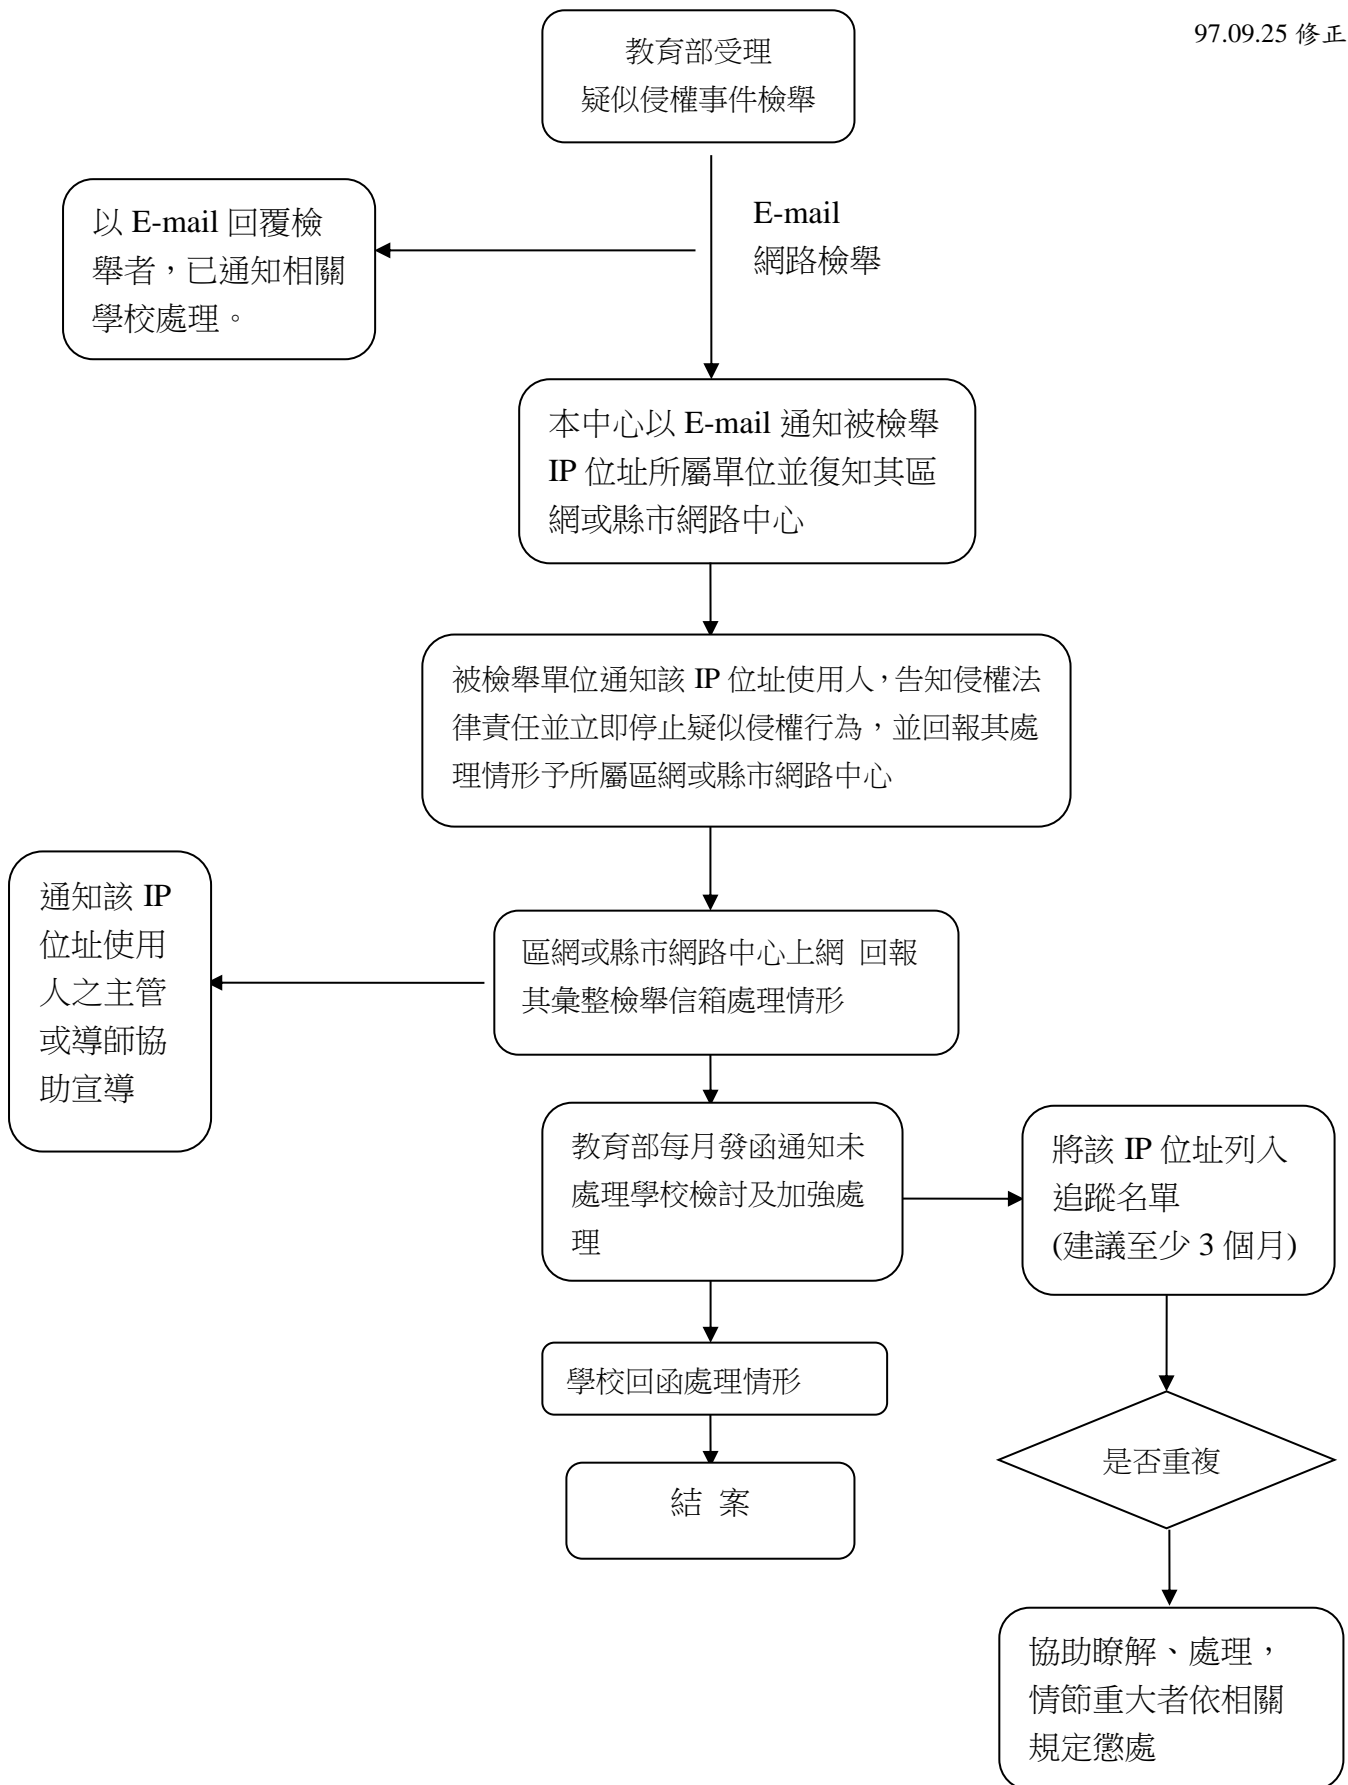 97.09.25 修正
教育部受理
疑似侵權事件檢舉
E-mail
網路檢舉
以 E-mail 回覆檢
舉者，已通知相關
學校處理。
本中心以 E-mail 通知被檢舉
IP 位址所屬單位並復知其區
網或縣市網路中心
被檢舉單位通知該 IP 位址使用人，告知侵權法
律責任並立即停止疑似侵權行為，並回報其處
理情形予所屬區網或縣市網路中心
通知該 IP
位址使用
人之主管
或導師協
助宣導
區網或縣市網路中心上網 回報
其彙整檢舉信箱處理情形
教育部每月發函通知未
處理學校檢討及加強處
理
將該 IP 位址列入
追蹤名單
(建議至少 3 個月)
學校回函處理情形
結 案
是否重複
協助瞭解、處理，
情節重大者依相關
規定懲處